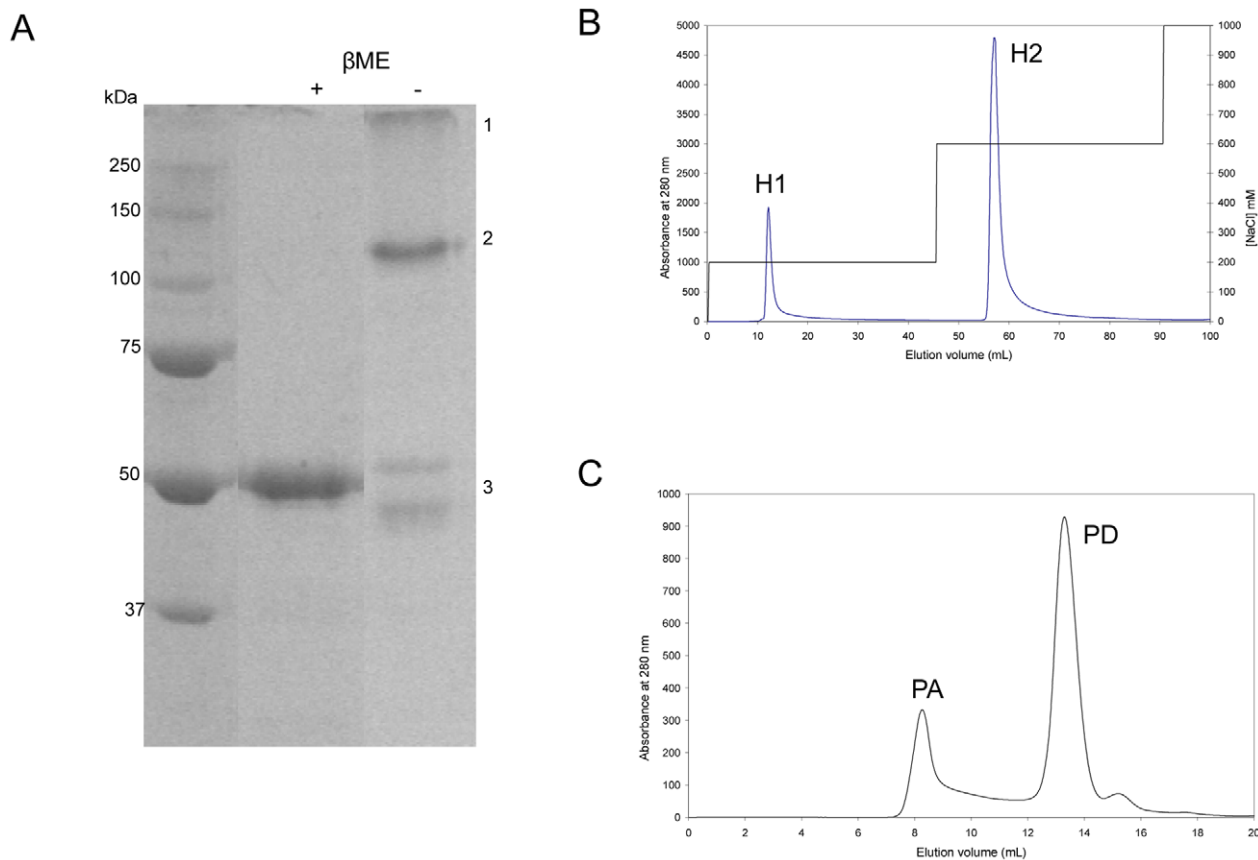 A
βME
kDa
+ -
250
150
100
75
50
37
1
2
3
B
H1
H2
Absorbance at 280 nm
5000
4500
4000
3500
3000
2500
2000
1500
1000
500
0
1000
900
800
700
600
500
400
300
200
100
0
[NaCl] mM
0 10 20 30 40 50 60 70 80 90 100
Elution volume (mL)
C
PA
PD
Absorbance at 280 nm
1000
900
800
700
600
500
400
300
200
100
0
0 2 4 6 8 10 12 14 16 18 20
Elution volume (mL)